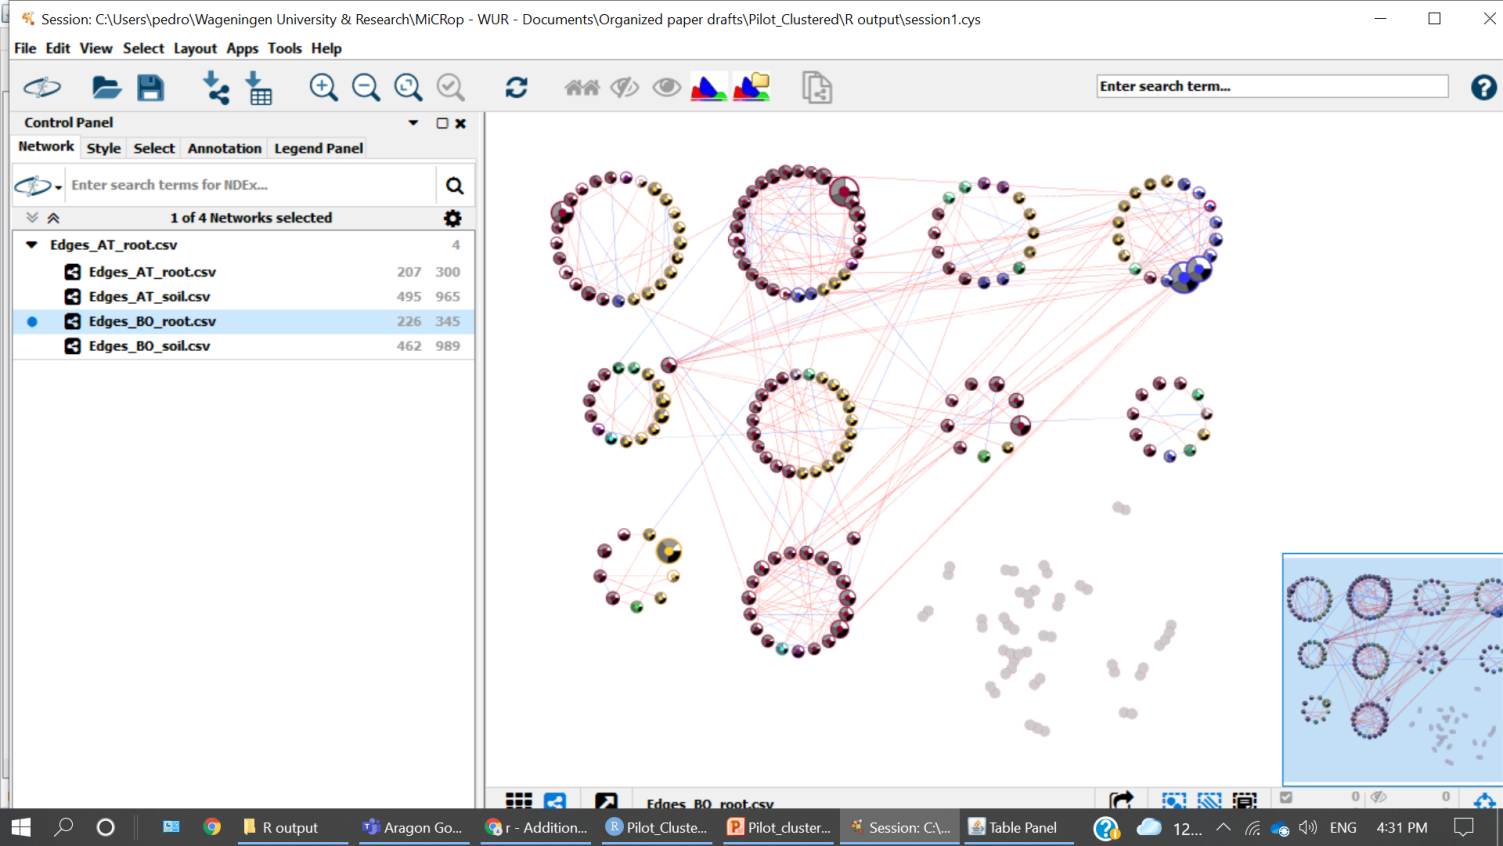 Session: C:\Users\pedro\Wageningen University & Research\MiCRop - WUR - Documents\Organized paper drafts\Pilot_Clustered\R output\session1.cys
File Edit View Select Layout Apps Tools Help
Enter search term...
Control Panel
Network Style Select Annotation Legend Panel
Enter search terms for NDEx...
1 of 4 Networks selected
Edges_AT_root.csv 4
Edges_AT_root.csv 207 300
Edges_AT_soil.csv 495 965
Edges_BO_root.csv 226 345
Edges_BO_soil.csv 462 989
Edges_BO_root.csv 0 0
R output Aragon Go... r - Addition... Pilot_Cluste... Pilot_cluster... Session: C:\... Table Panel 12... ENG 4:31 PM